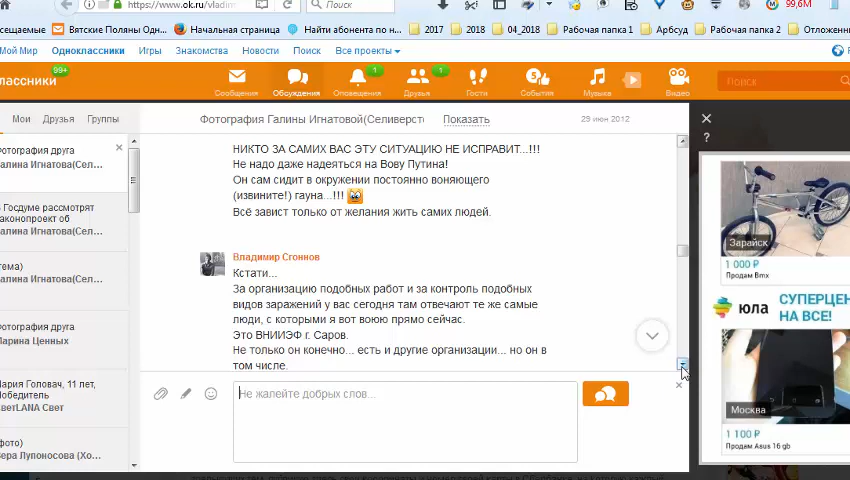 https://www.ok.ru/vladim
Поиск
99,6M
сещаемые
Вятские Поляны Одн...
Начальная страница
Найти абонента по н...
2017
2018
04_2018
Рабочая папка 1
Арбсуд
Рабочая папка 2
Отложенн
Мой Мир
Одноклассники
Игры
Знакомства
Новости
Поиск
Все проекты
Р
лассники
99+
Сообщения
Обсуждения
1
Оповещения
1
Друзья
Гости
5
События
Музыка
Видео
Поиск
Мои
Друзья
Группы
Фотография Галины Игнатовой(Селиверсто
Показать
29 июн 2012
отография друга
алина Игнатова(Сел...
Госдуме рассмотрят
аконопроект об
алина Игнатова(Сел...
тема)
алина Игнатова(Сел...
отография друга
арина Ценных
ария Головач, 11 лет,
обедитель
ветLANA Свет
фото)
ера Лупоносова (Хо...
НИКТО ЗА САМИХ ВАС ЭТУ СИТУАЦИЮ НЕ ИСПРАВИТ...!!!
Не надо даже надеяться на Вову Путина!
Он сам сидит в окружении постоянно воняющего
(извините!) гауна...!!!
Всё завист только от желания жить самих людей.
Владимир Сгоннов
Кстати...
За организацию подобных работ и за контроль подобных
видов заражений у вас сегодня там отвечают те же самые
люди, с которыми я вот воюю прямо сейчас.
Это ВНИИЭФ г. Саров.
Не только он конечно... есть и другие организации... но он в
том числе.
Не жалейте добрых слов...
?
Зарайск
1 000 ₽
Продам Bmx
юла
СУПЕРЦЕН
НА ВСЕ!
Москва
1 100 ₽
Продам Asus 16 gb